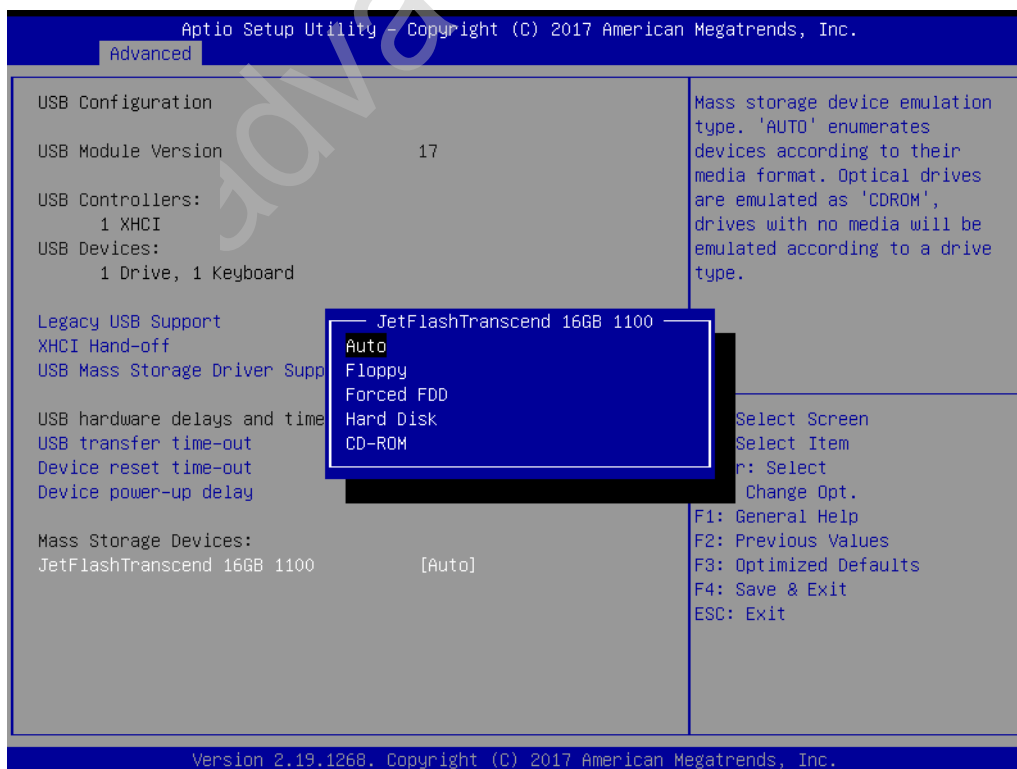 Aptio Setup Utility - Copyright (C) 2017 American Megatrends, Inc.
Advanced
USB Configuration
USB Module Version 17
USB Controllers:
1 XHCI
USB Devices:
1 Drive, 1 Keyboard
Legacy USB Support
XHCI Hand-off
USB Mass Storage Driver Supp
USB hardware delays and time
USB transfer time-out
Device reset time-out
Device power-up delay
Mass Storage Devices:
JetFlashTranscend 16GB 1100 [Auto]
JetFlashTranscend 16GB 1100
Auto
Floppy
Forced FDD
Hard Disk
CD-ROM
Mass storage device emulation
type. 'AUTO' enumerates
devices according to their
media format. Optical drives
are emulated as 'CDROM',
drives with no media will be
emulated according to a drive
type.
Select Screen
Select Item
r: Select
Change Opt.
F1: General Help
F2: Previous Values
F3: Optimized Defaults
F4: Save & Exit
ESC: Exit
Version 2.19.1268. Copyright (C) 2017 American Megatrends, Inc.
adva